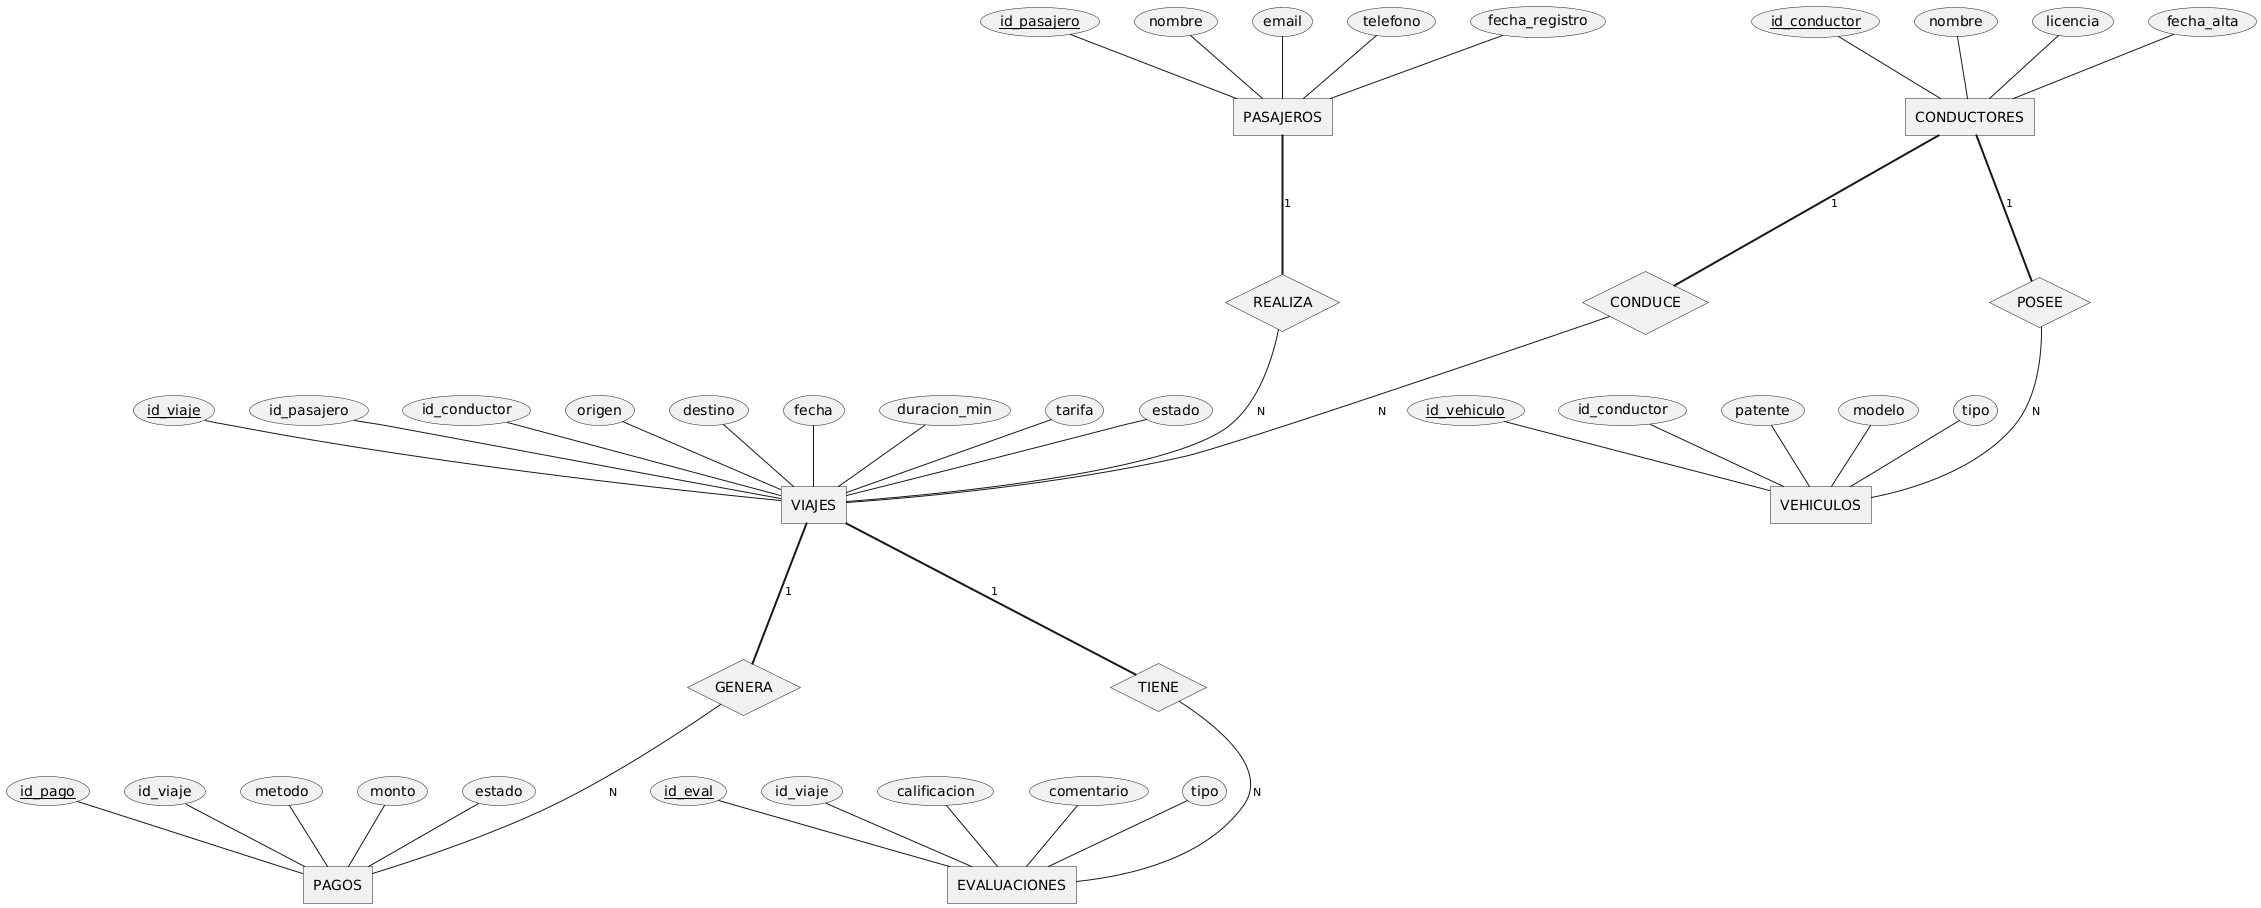 id_pasajero
nombre
email
telefono
fecha_registro
id_conductor
nombre
licencia
fecha_alta
PASAJEROS
CONDUCTORES
1
1
1
REALIZA
CONDUCE
POSEE
id_viaje
id_pasajero
id_conductor
origen
destino
fecha
duracion_min
tarifa
estado
N
N
id_vehiculo
id_conductor
patente
modelo
tipo
N
VIAJES
VEHICULOS
1
1
GENERA
TIENE
id_pago
id_viaje
metodo
monto
estado
N
id_eval
id_viaje
calificacion
comentario
tipo
N
PAGOS
EVALUACIONES